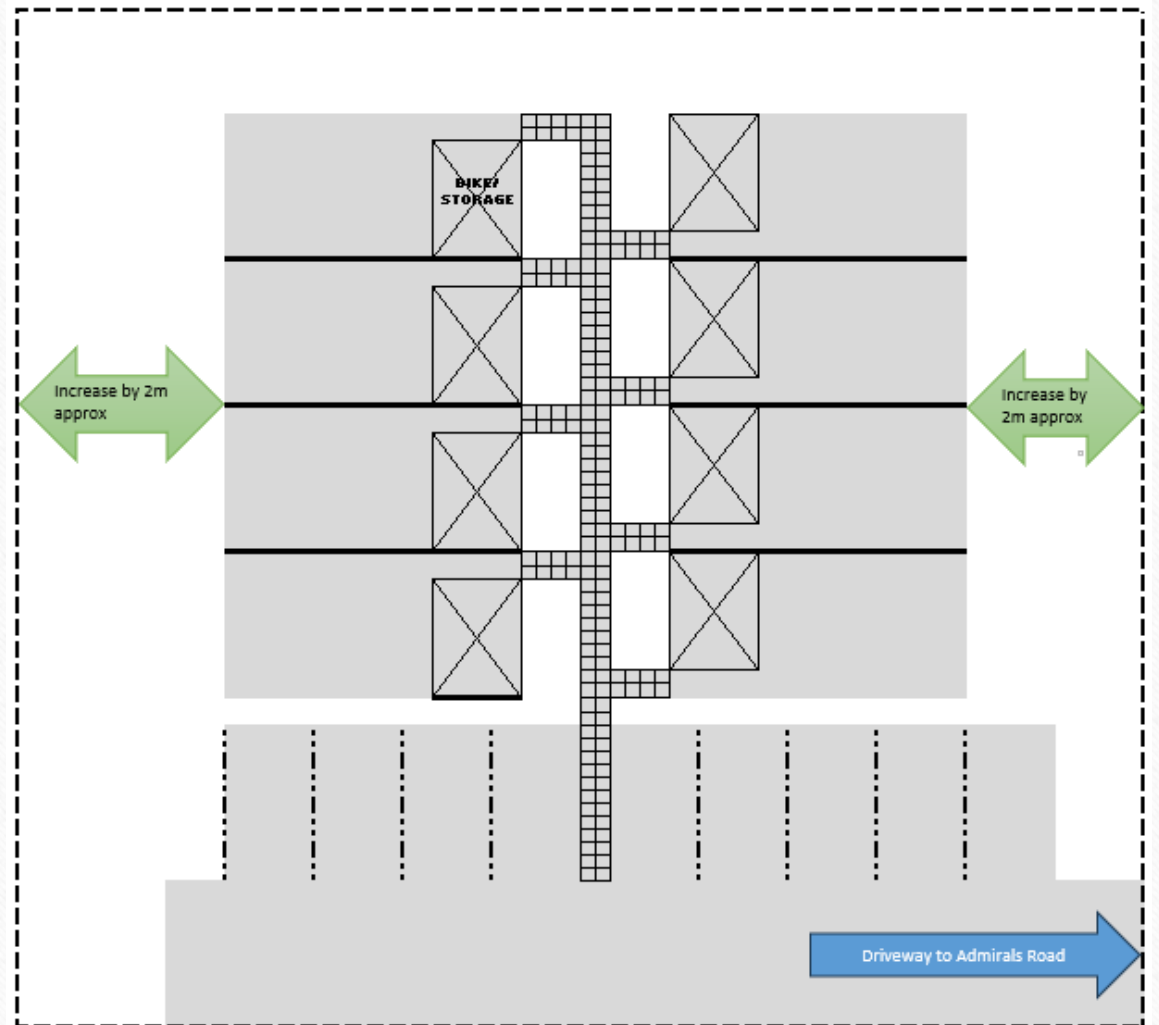 BIKE/
STORAGE
Increase by 2m
approx
Increase by
2m approx
Driveway to Admirals Road